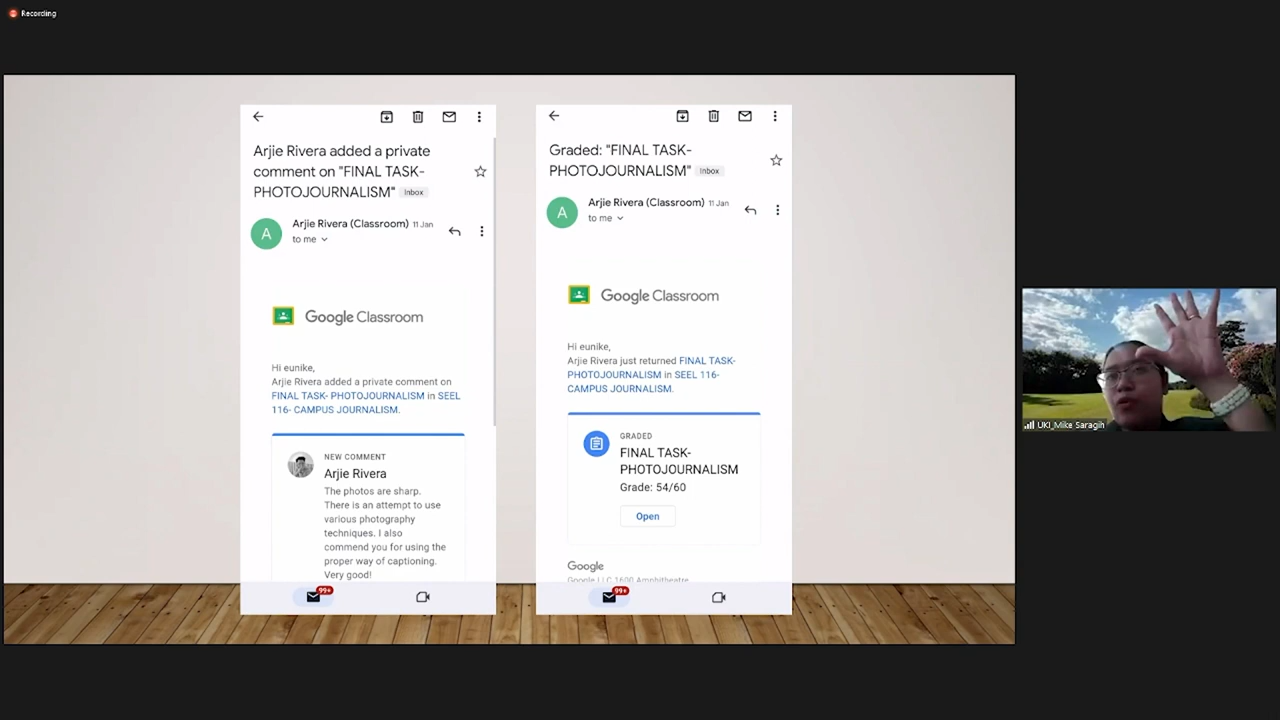 Recording
Arjie Rivera added a private
comment on "FINAL TASK-
PHOTOJOURNALISM" Inbox
A
Arjie Rivera (Classroom) 11 Jan
to me
Google Classroom
Hi eunike,
Arjie Rivera added a private comment on
FINAL TASK- PHOTOJOURNALISM in SEEL
116- CAMPUS JOURNALISM.
NEW COMMENT
Arjie Rivera
The photos are sharp.
There is an attempt to use
various photography
techniques. I also
commend you for using the
proper way of captioning.
Very good!
99+
Graded: "FINAL TASK-
PHOTOJOURNALISM" Inbox
A
Arjie Rivera (Classroom) 11 Jan
to me
Google Classroom
Hi eunike,
Arjie Rivera just returned FINAL TASK-
PHOTOJOURNALISM in SEEL 116-
CAMPUS JOURNALISM.
GRADED
FINAL TASK-
PHOTOJOURNALISM
Grade: 54/60
Open
Google
Google LLC 1600 Amphitheatre
99+
UKI_Mike Saragih